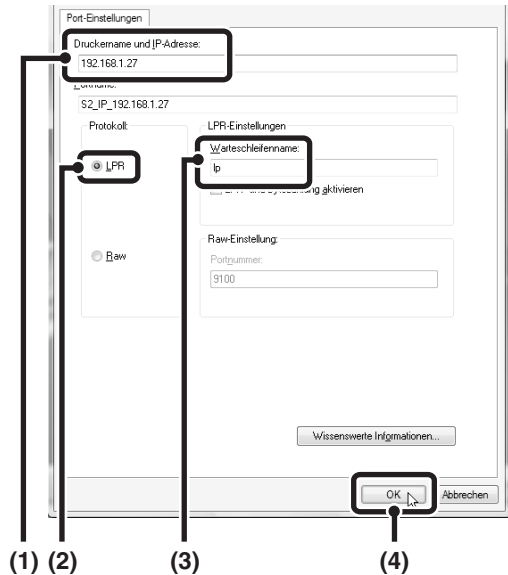 Port-Einstellungen
Druckername und IP-Adresse:
192.168.1.27
S2_IP_192.168.1.27
Protokoll:
LPR
Raw
LPR-Einstellungen
Warteschleifenname:
lp
aktivieren
Raw-Einstellung:
Portnummer:
9100
Wissenswerte Informationen...
OK
Abbrechen
(1) (2) (3) (4)